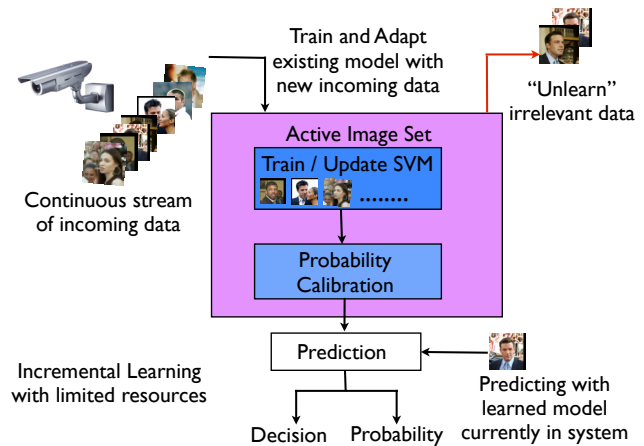 Train and Adapt
existing model with
new incoming data
“Unlearn”
irrelevant data
Continuous stream
of incoming data
Active Image Set
Train / Update SVM
........
Probability
Calibration
Prediction
Incremental Learning
with limited resources
Predicting with
learned model
currently in system
Decision
Probability